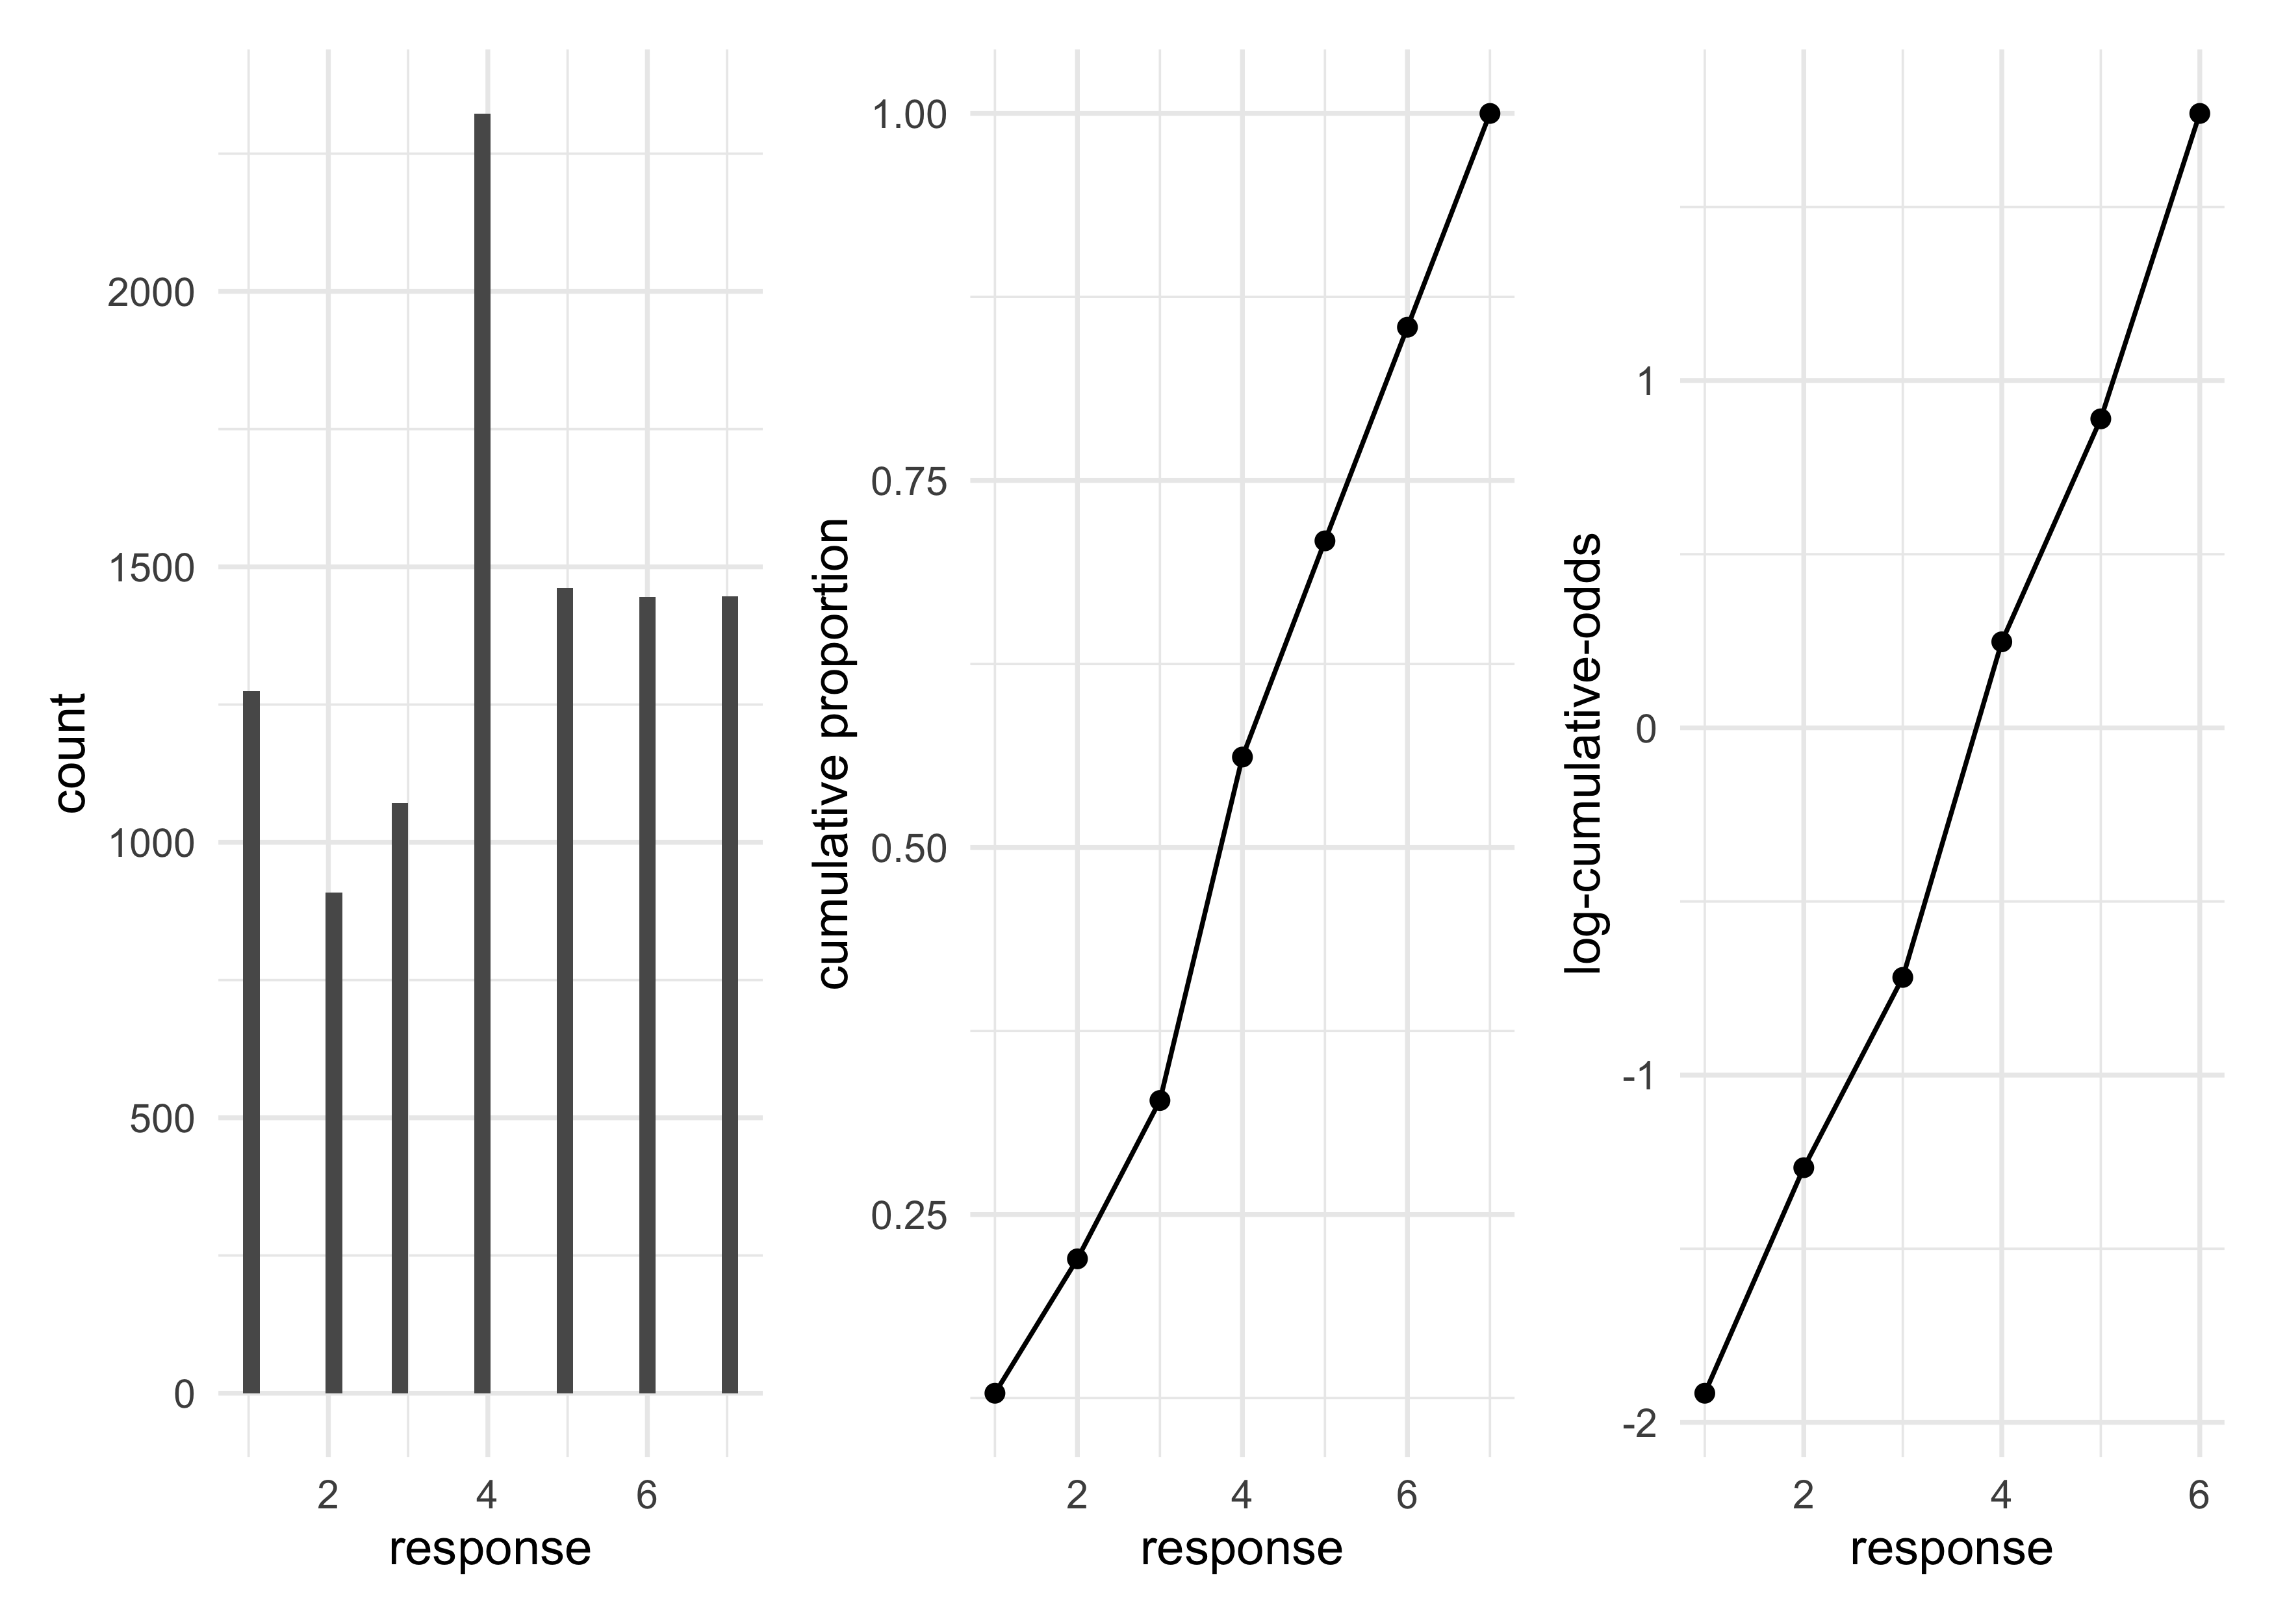 count
2000
1500
1000
500
0
2 4 6
response
cumulative proportion
1.00
0.75
0.50
0.25
2 4 6
response
log-cumulative-odds
1
0
-1
-2
2 4 6
response